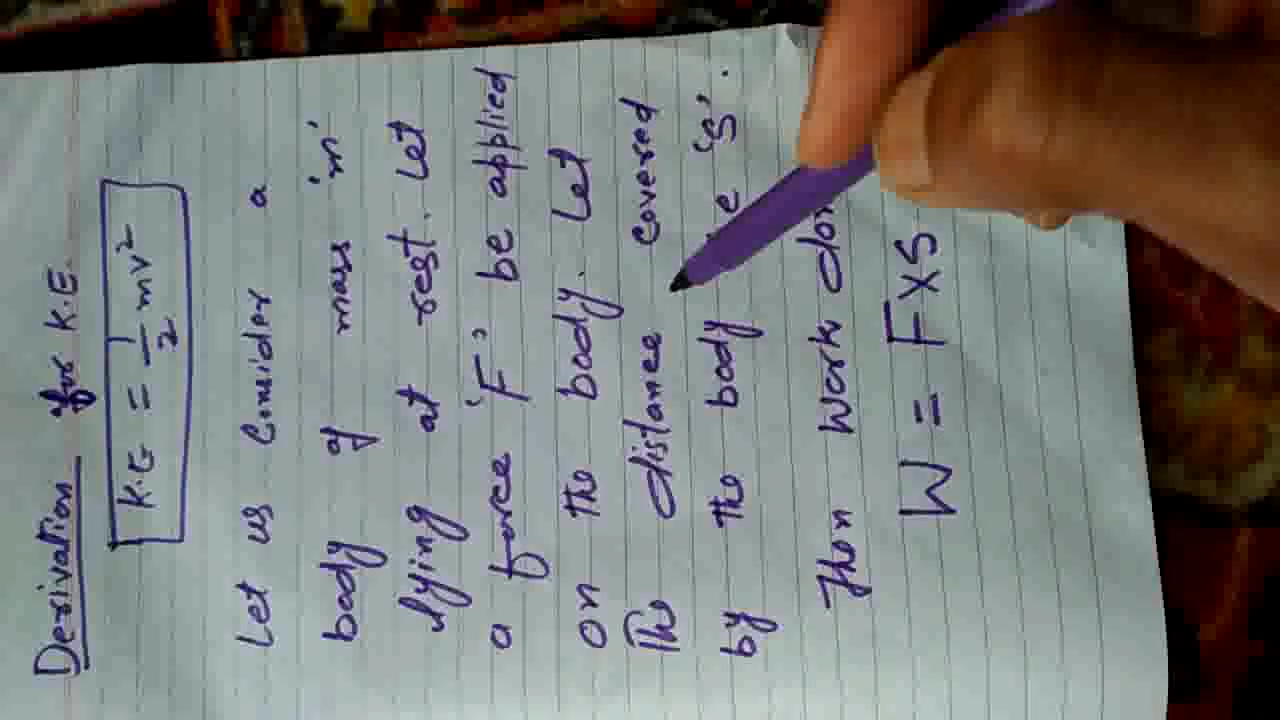 Derivation for K.E.
K.E = 1/2 mv²
Let us Consider a
body of mass 'm'
lying at rest. Let
a force 'F' be applied
on the body. Let
The distance covered
by the body 's'.
Then Work
W = F×S